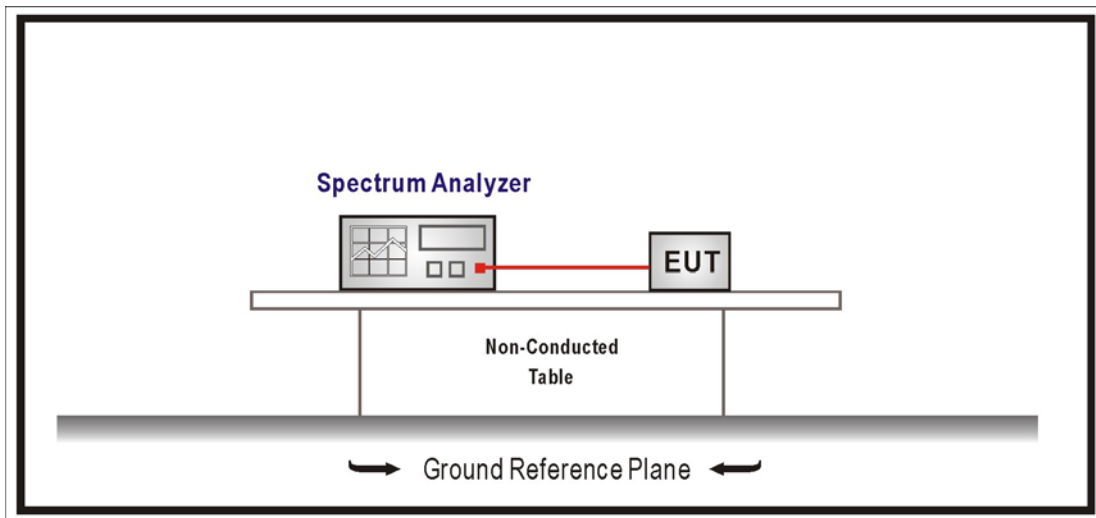 Spectrum Analyzer
EUT
Non-Conducted
Table
Ground Reference Plane